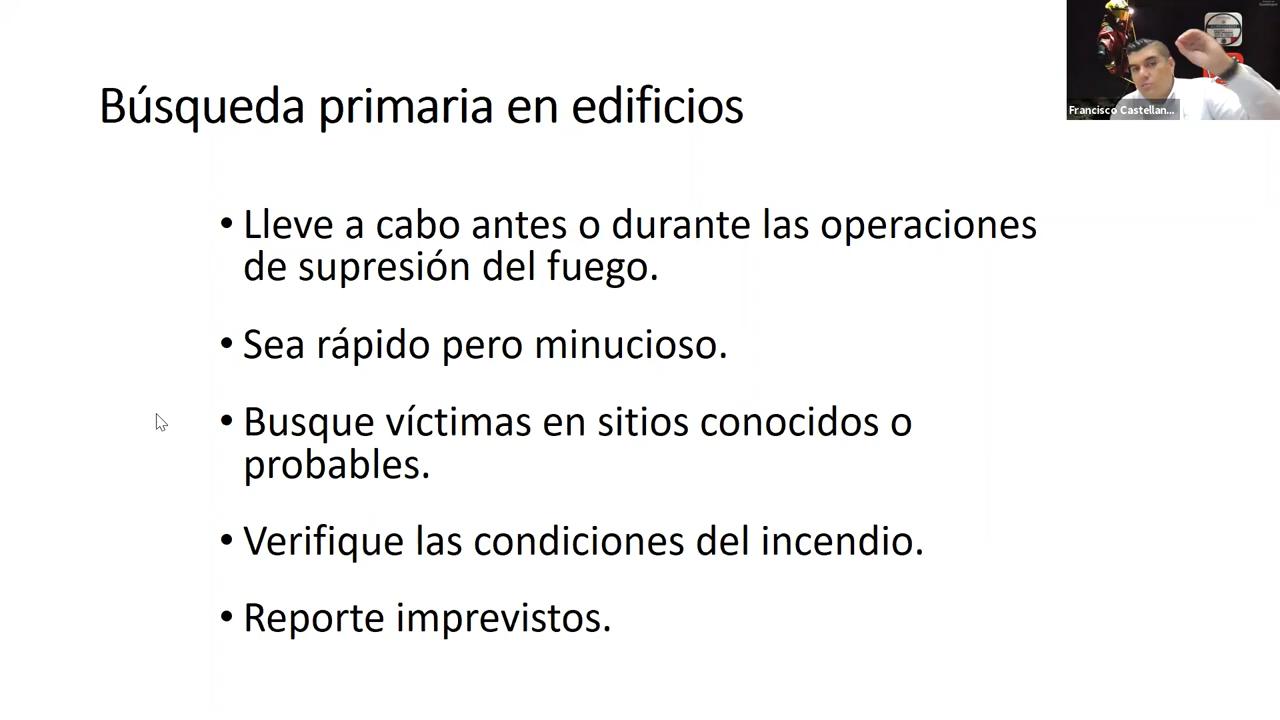 Búsqueda primaria en edificios
Francisco Castellan...
• Lleve a cabo antes o durante las operaciones
de supresión del fuego.
• Sea rápido pero minucioso.
• Busque víctimas en sitios conocidos o
probables.
• Verifique las condiciones del incendio.
• Reporte imprevistos.